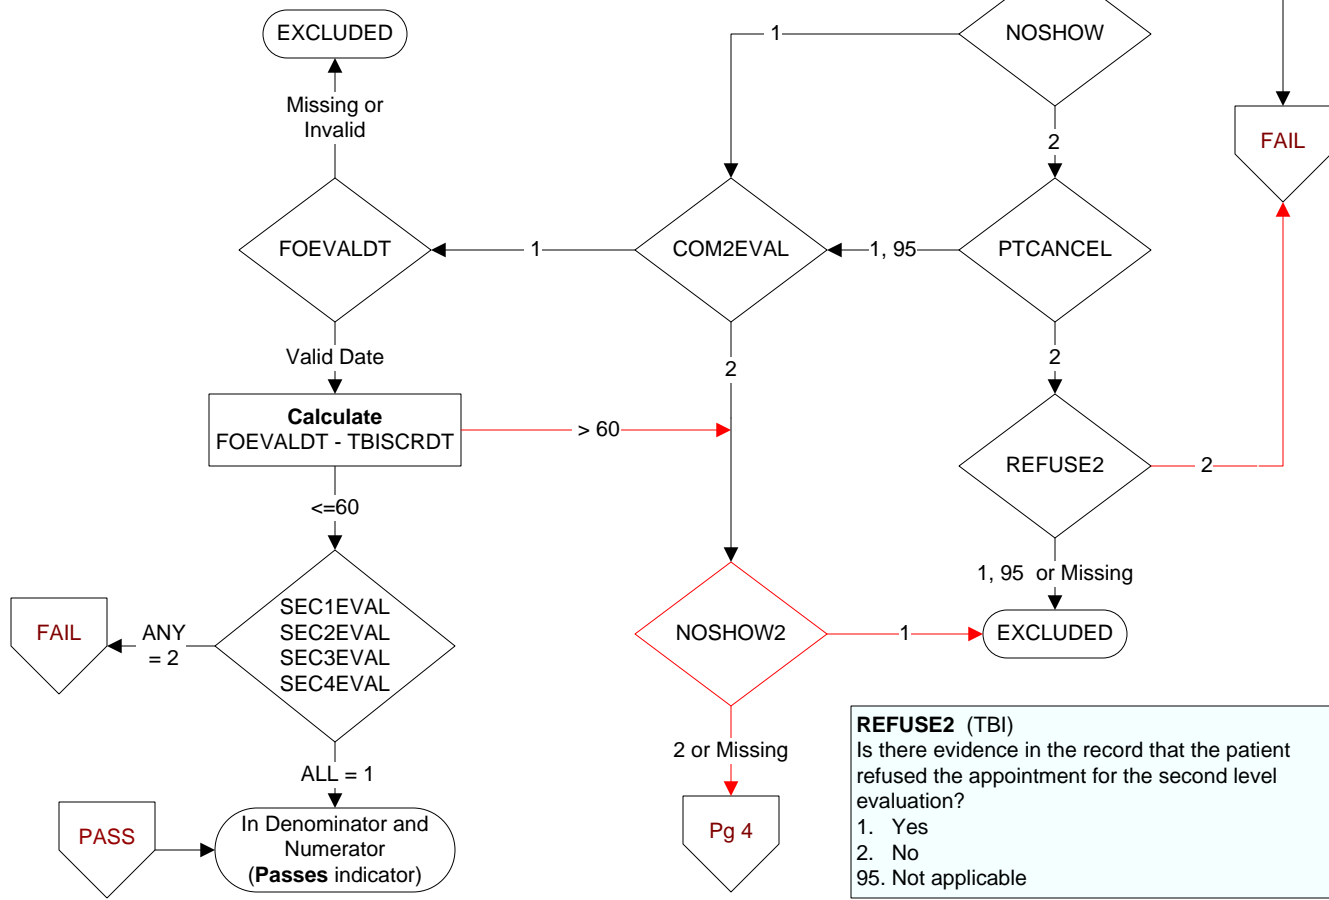 EXCLUDED
1
NOSHOW
Missing or
Invalid
2
FAIL
FOEVALDT
1
COM2EVAL
1, 95
PTCANCEL
Valid Date
2
2
Calculate
FOEVALDT - TBISCRDT
> 60
REFUSE2
2
<=60
1, 95 or Missing
SEC1EVAL
SEC2EVAL
SEC3EVAL
SEC4EVAL
FAIL
ANY
= 2
NOSHOW2
1
EXCLUDED
2 or Missing
ALL = 1
PASS
In Denominator and
Numerator
(Passes indicator)
Pg 4
REFUSE2 (TBI)
Is there evidence in the record that the patient
refused the appointment for the second level
evaluation?
1. Yes
2. No
95. Not applicable